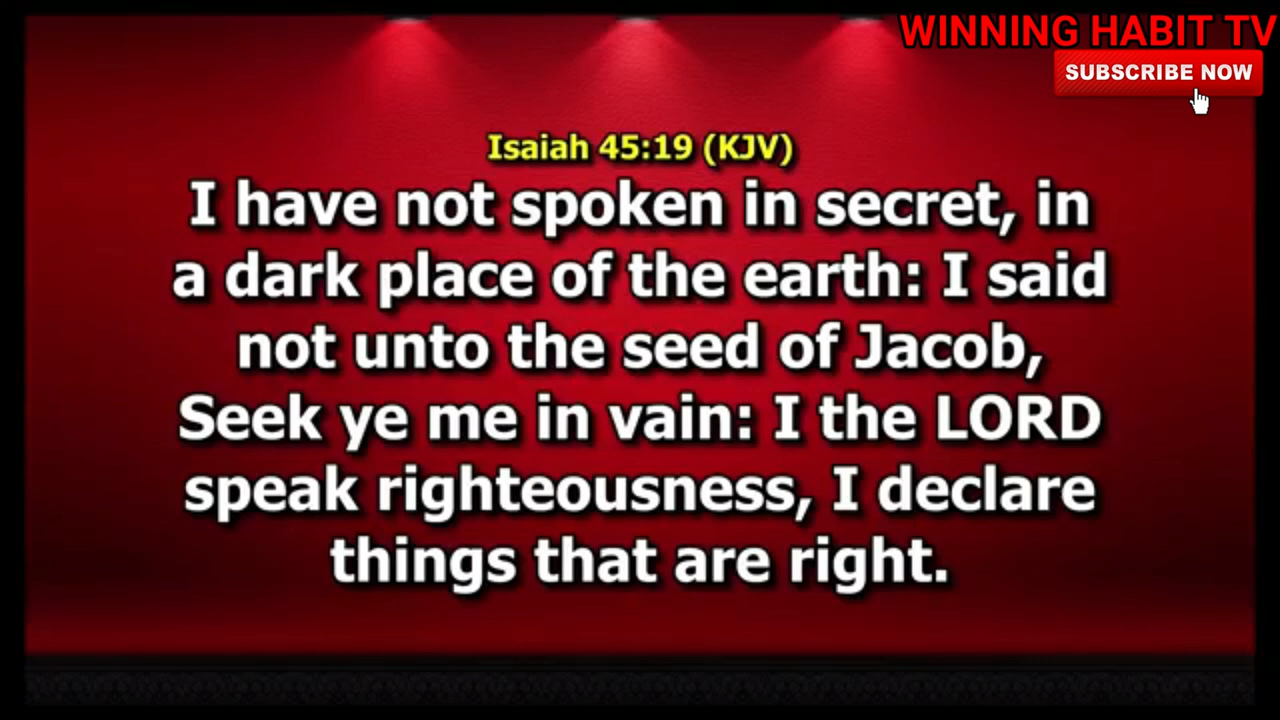 WINNING HABIT TV
SUBSCRIBE NOW
Isaiah 45:19 (KJV)
I have not spoken in secret, in
a dark place of the earth: I said
not unto the seed of Jacob,
Seek ye me in vain: I the LORD
speak righteousness, I declare
things that are right.